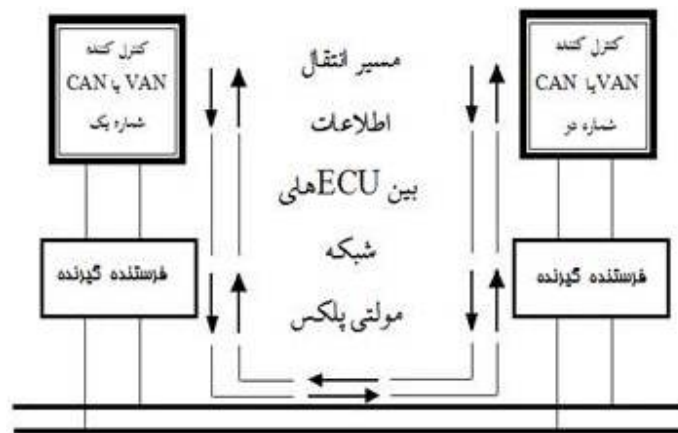 کنترل کننده
VAN یا CAN
شماره یک
کنترل کننده
VAN یا CAN
شماره دو
مسیر انتقال
اطلاعات
بین ECUهلی
شبکه
مولتی پلکس
فرستنده گیرنده
فرستنده گیرنده